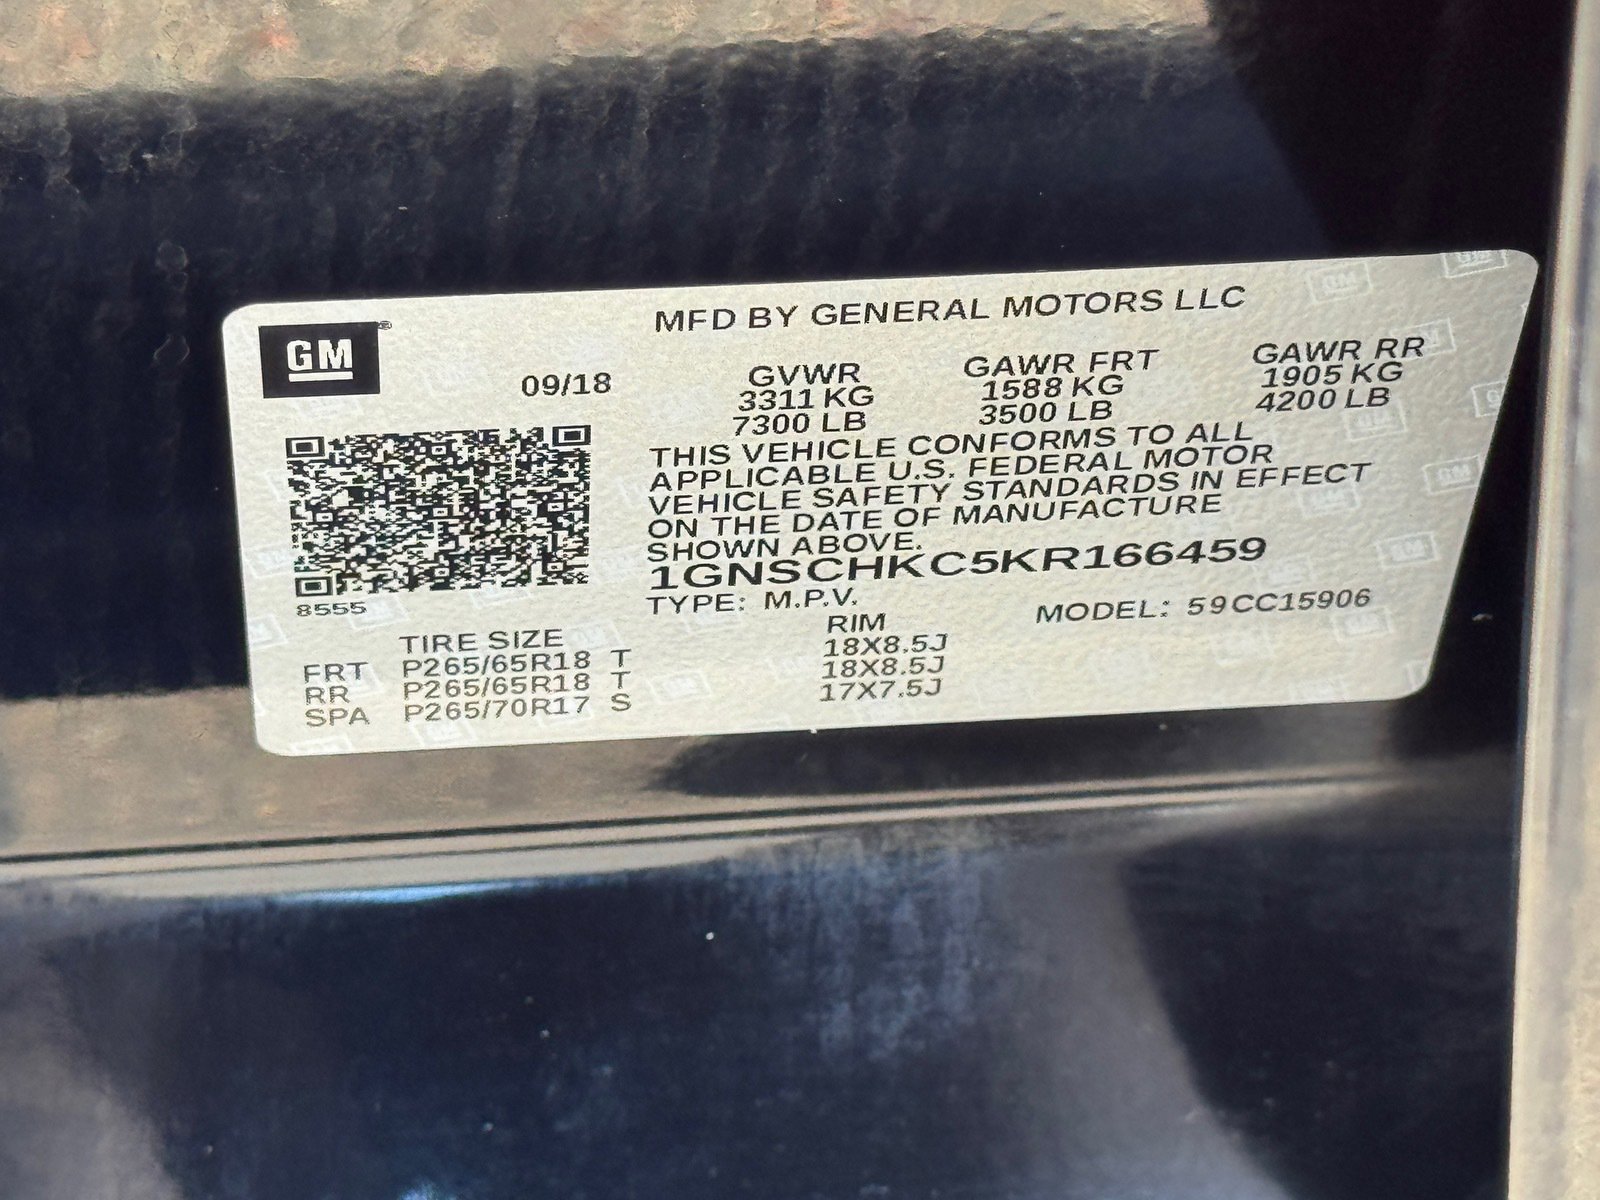 GM
MFD BY GENERAL MOTORS LLC
09/18
GVWR GAWR FRT GAWR RR
3311 KG 1588 KG 1905 KG
7300 LB 3500 LB 4200 LB
THIS VEHICLE CONFORMS TO ALL
APPLICABLE U.S. FEDERAL MOTOR
VEHICLE SAFETY STANDARDS IN EFFECT
ON THE DATE OF MANUFACTURE
SHOWN ABOVE.
1GNSCHKC5KR166459
8555
TYPE: M.P.V. MODEL: 59CC15906
TIRE SIZE RIM
FRT P265/65R18 T 18X8.5J
RR P265/65R18 T 18X8.5J
SPA P265/70R17 S 17X7.5J